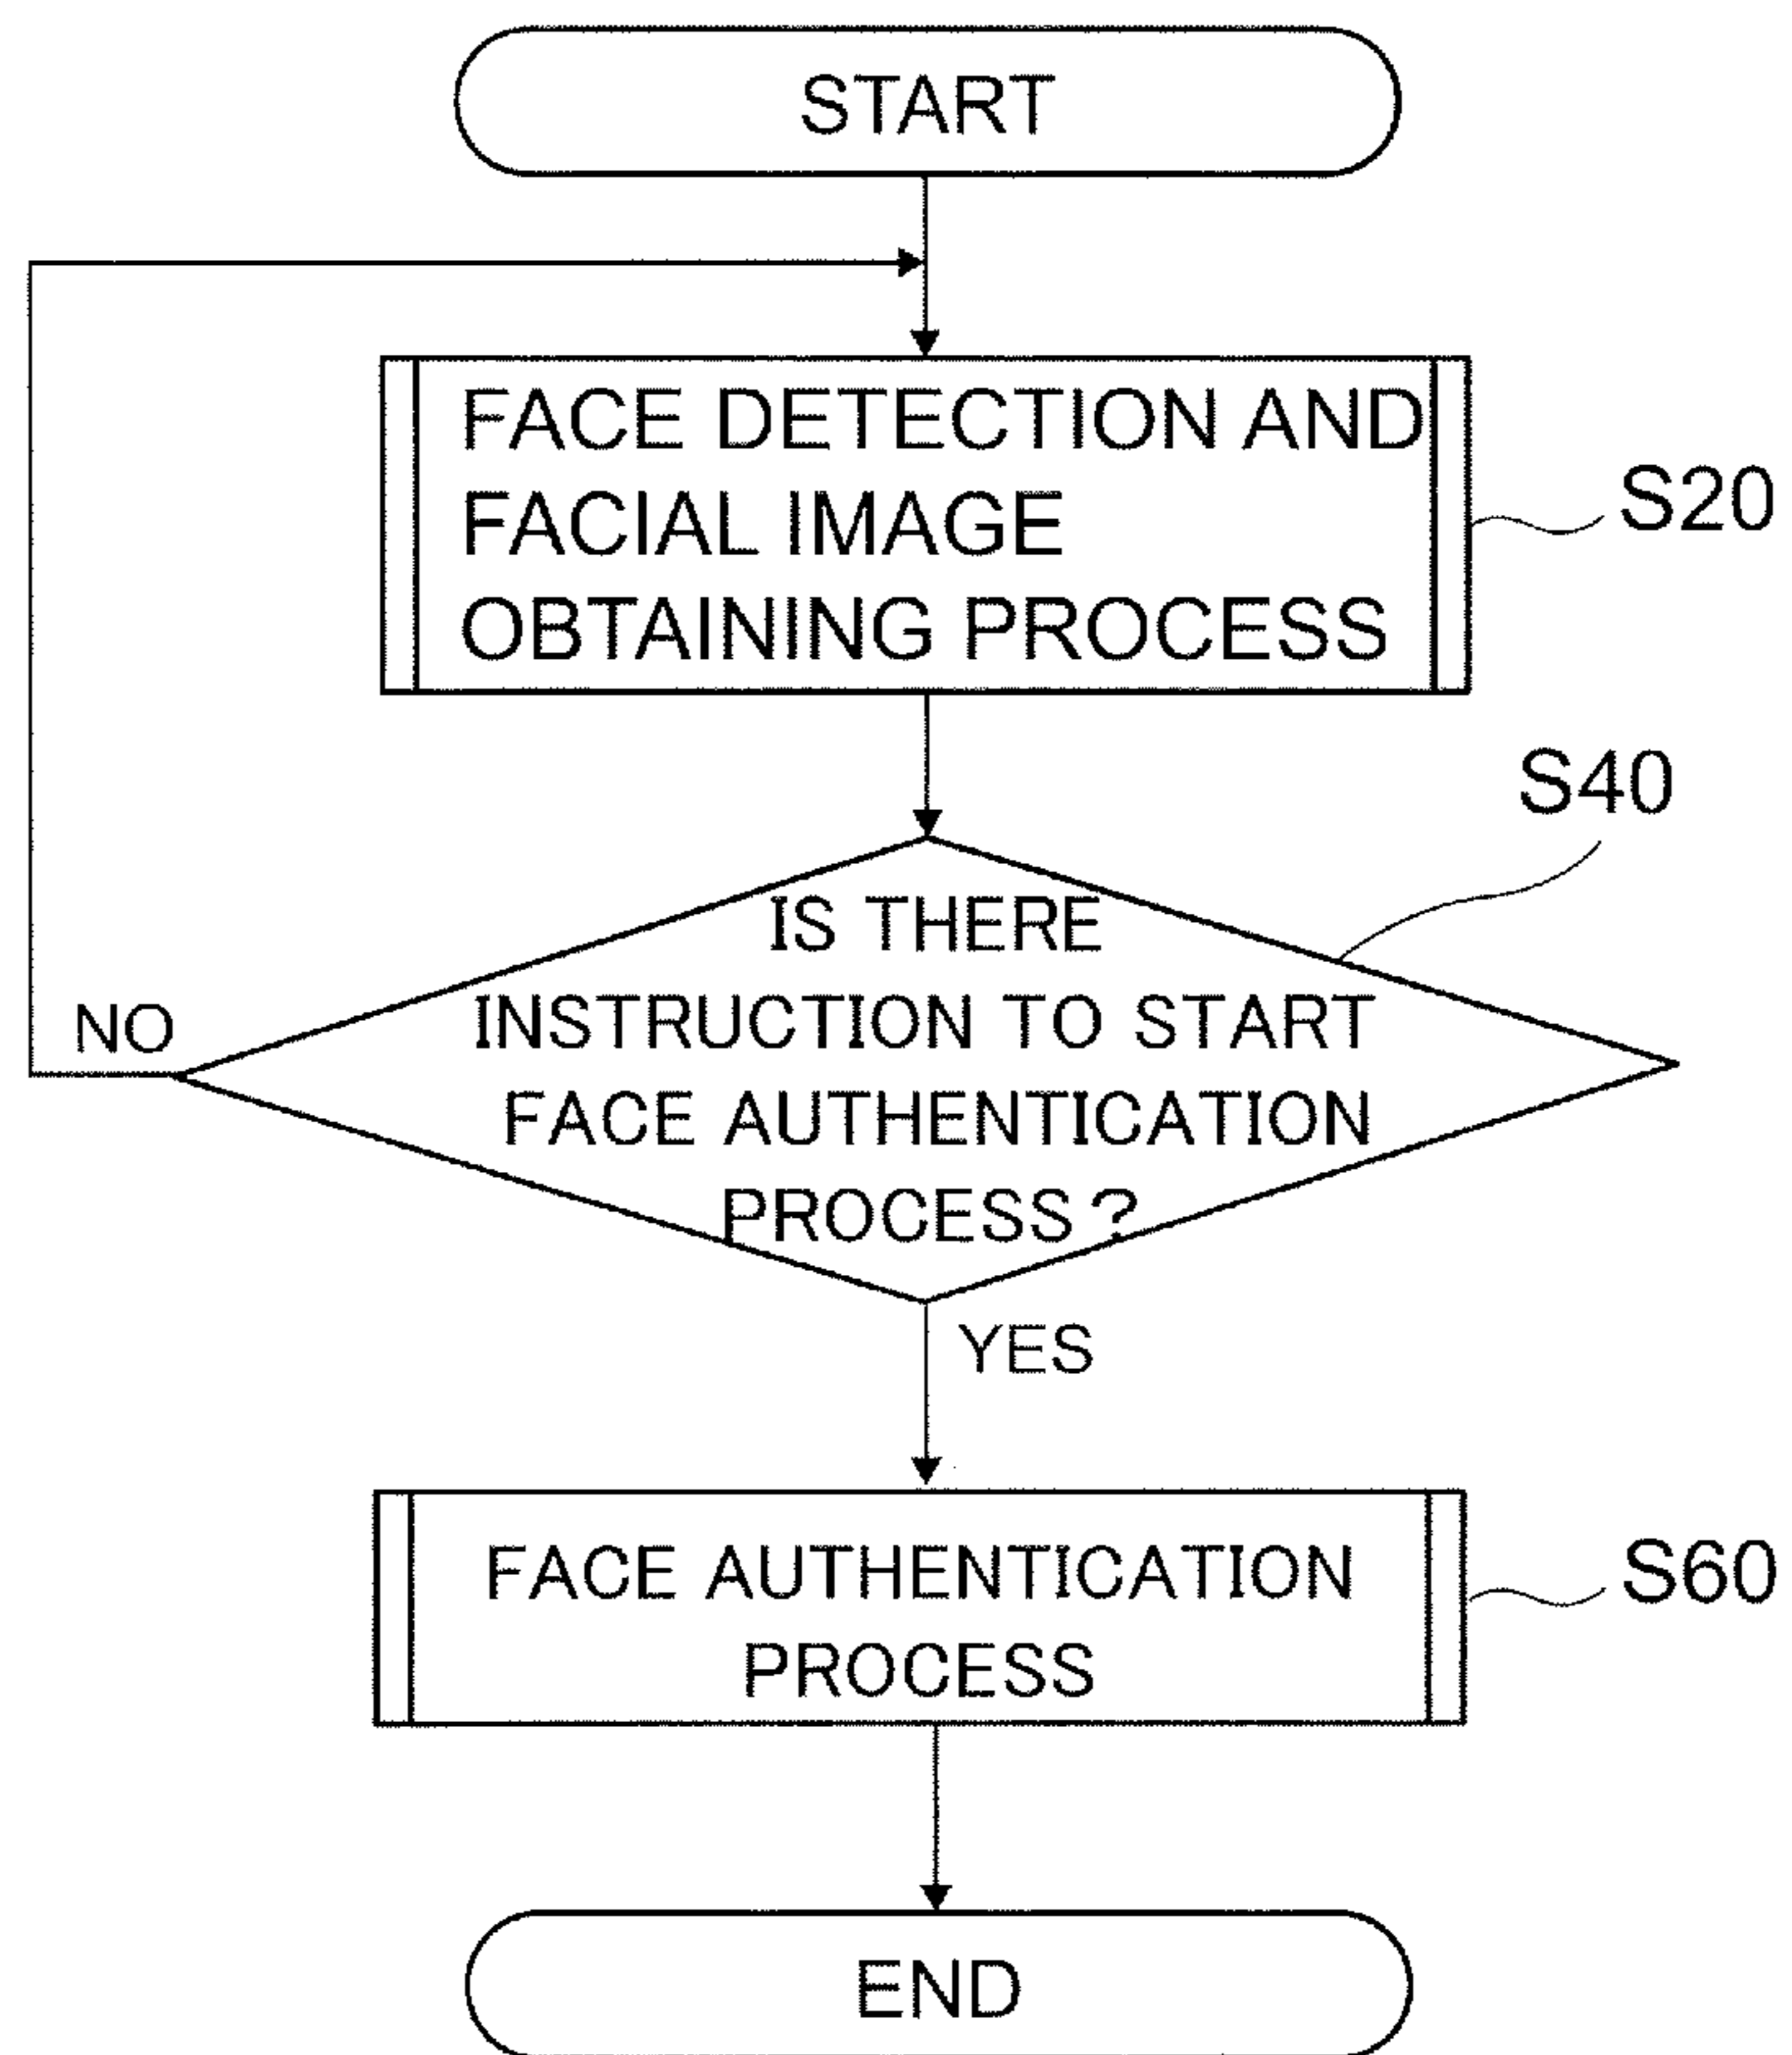 START
FACE DETECTION AND
FACIAL IMAGE
OBTAINING PROCESS
S20
S40
IS THERE
INSTRUCTION TO START
FACE AUTHENTICATION
PROCESS ?
NO
YES
FACE AUTHENTICATION
PROCESS
S60
END